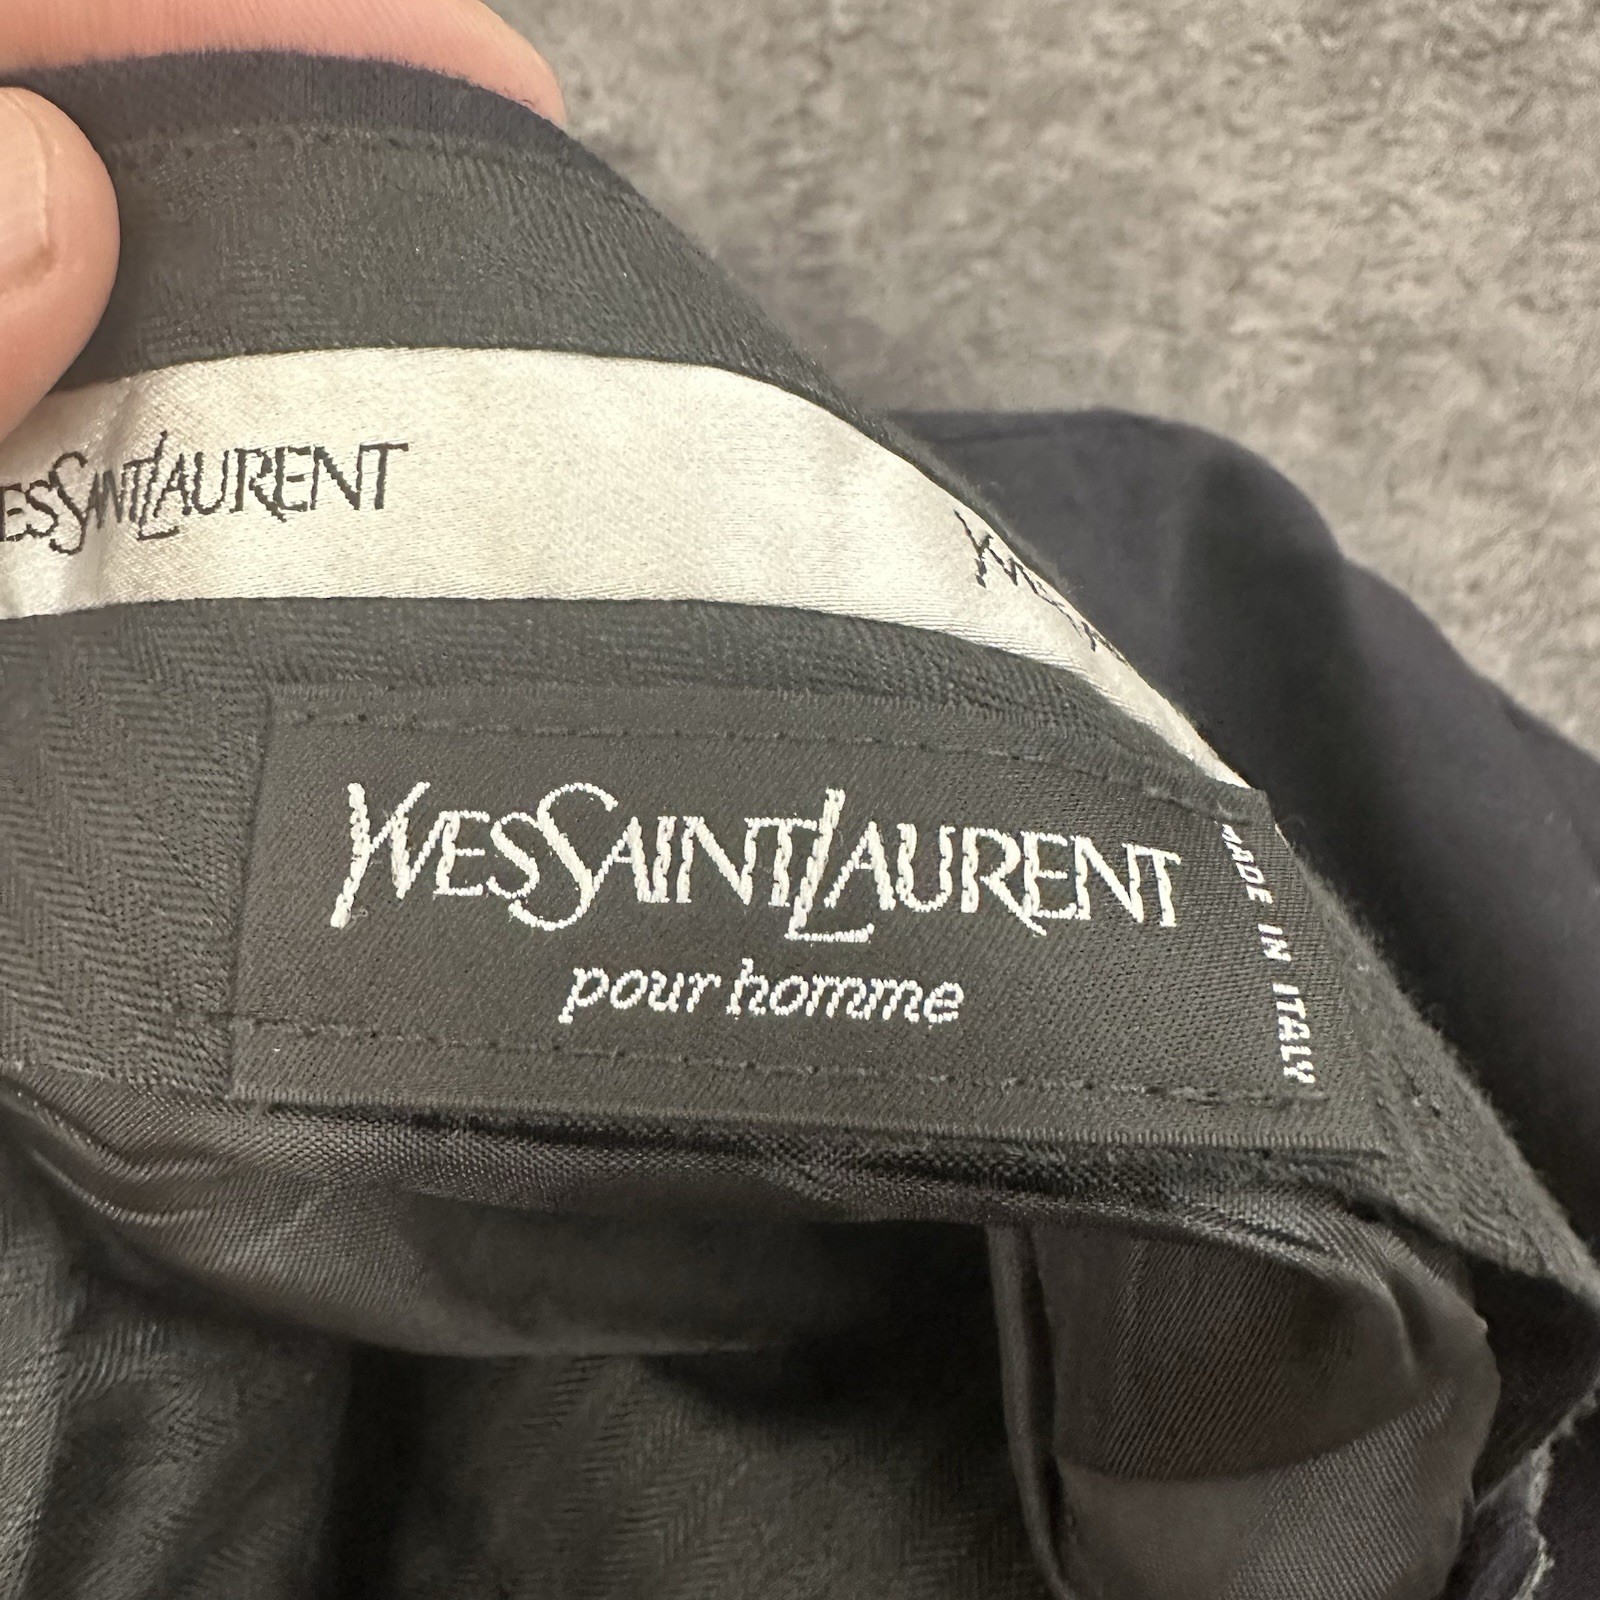 YVESSAINTLAURENT
YVES
YVESSAINTLAURENT
pour homme
MADE IN ITALY